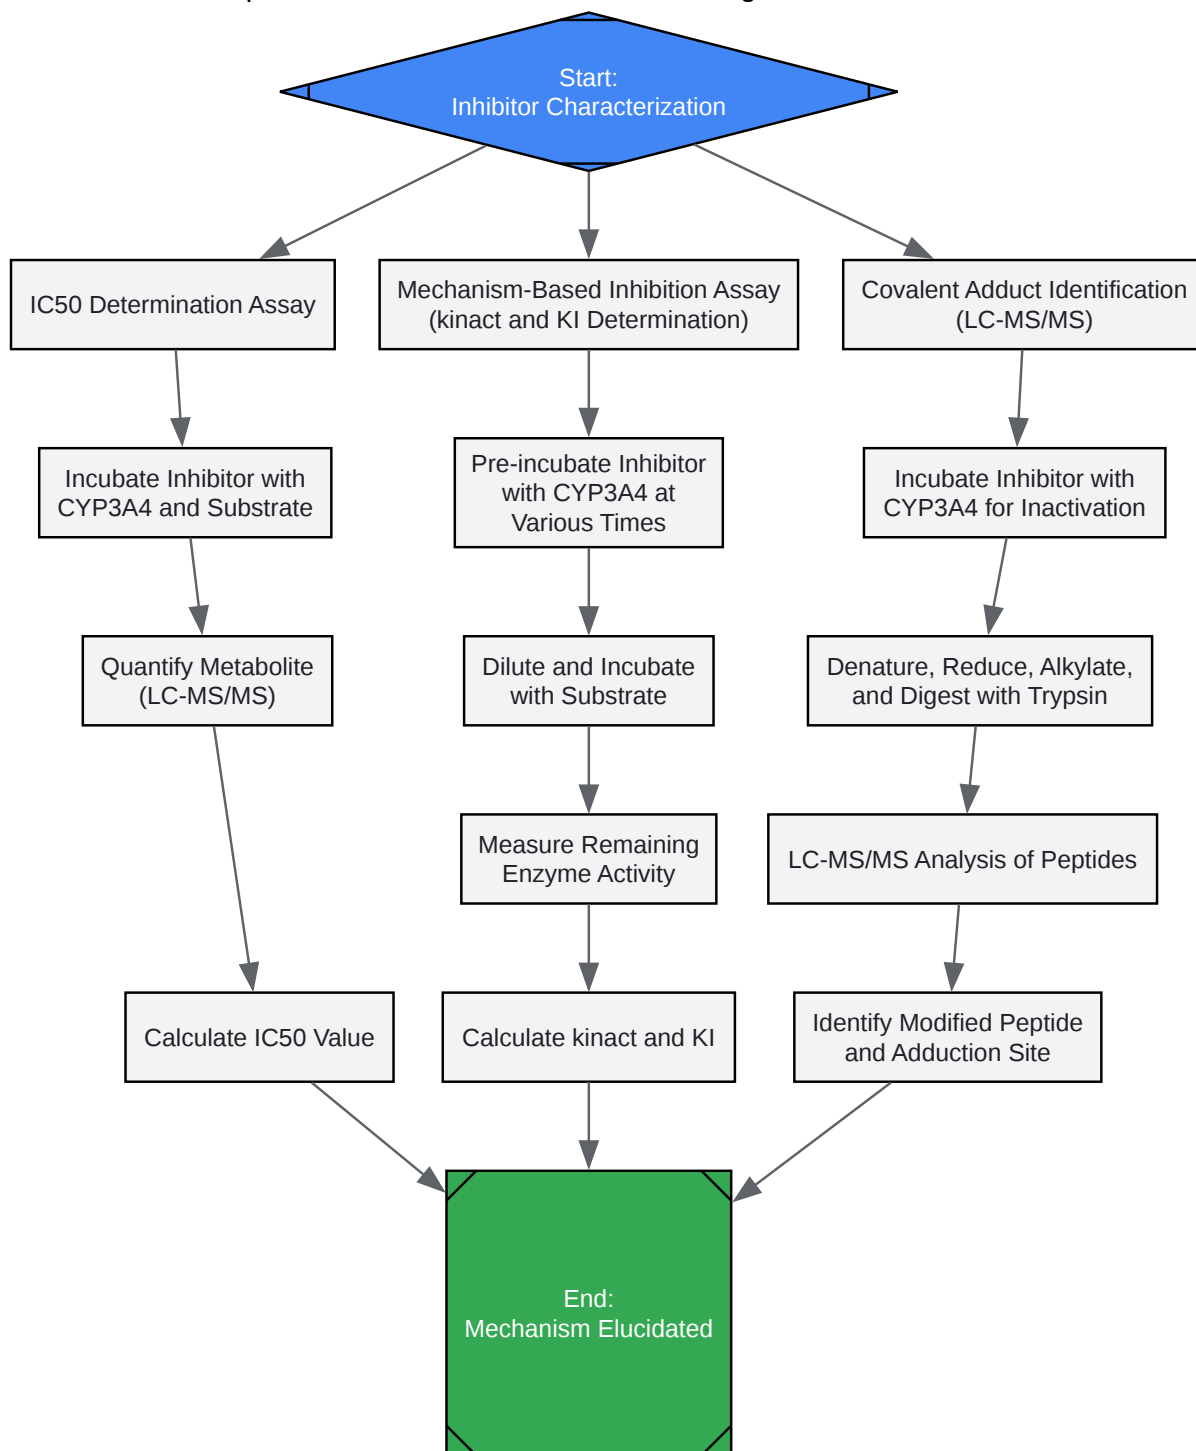 Start:
Inhibitor Characterization
IC50 Determination Assay
Mechanism-Based Inhibition Assay
(kinact and KI Determination)
Covalent Adduct Identification
(LC-MS/MS)
Incubate Inhibitor with
CYP3A4 and Substrate
Pre-incubate Inhibitor
with CYP3A4 at
Various Times
Incubate Inhibitor with
CYP3A4 for Inactivation
Quantify Metabolite
(LC-MS/MS)
Dilute and Incubate
with Substrate
Denature, Reduce, Alkylate,
and Digest with Trypsin
Measure Remaining
Enzyme Activity
LC-MS/MS Analysis of Peptides
Calculate IC50 Value
Calculate kinact and KI
Identify Modified Peptide
and Adduction Site
End:
Mechanism Elucidated